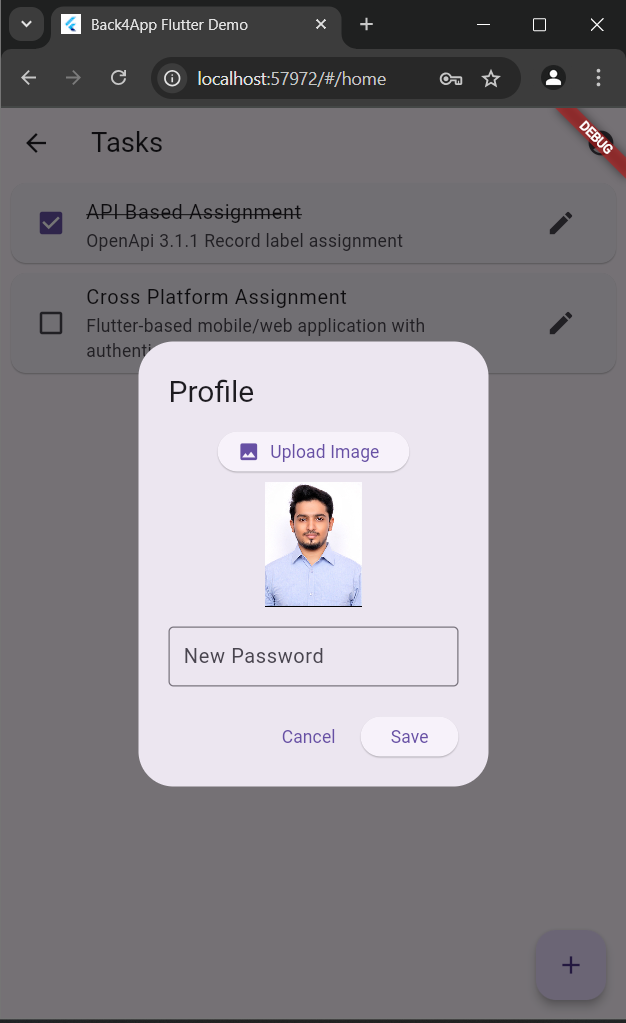 Back4App Flutter Demo
localhost:57972/#/home
DEBUG
Tasks
API Based Assignment
OpenApi 3.1.1 Record label assignment
Cross Platform Assignment
Flutter-based mobile/web application with
authenti
Profile
Upload Image
New Password
Cancel
Save